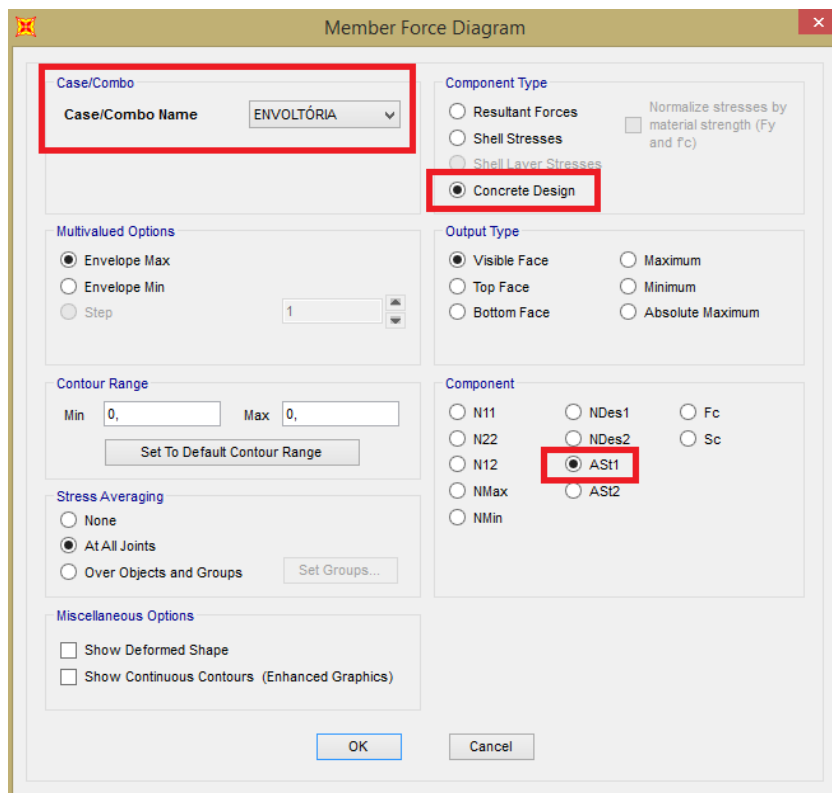 Member Force Diagram
Case/Combo
Case/Combo Name ENVOLTÓRIA
Component Type
Resultant Forces
Shell Stresses
Shell Layer Stresses
Concrete Design
Normalize stresses by
material strength (Fy
and f'c)
Multivalued Options
Envelope Max
Envelope Min
Step 1
Output Type
Visible Face Maximum
Top Face Minimum
Bottom Face Absolute Maximum
Contour Range
Min 0, Max 0,
Set To Default Contour Range
Component
N11 NDes1 Fc
N22 NDes2 Sc
N12 ASt1
NMax ASt2
NMin
Stress Averaging
None
At All Joints
Over Objects and Groups Set Groups...
Miscellaneous Options
Show Deformed Shape
Show Continuous Contours (Enhanced Graphics)
OK Cancel